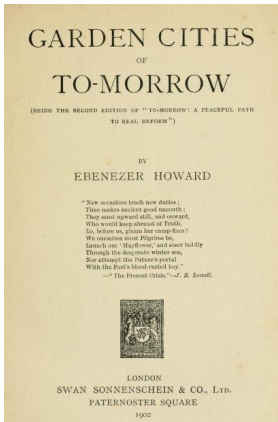 GARDEN CITIES
OF
TO-MORROW
(BEING THE SECOND EDITION OF "TO-MORROW: A PEACEFUL PATH
TO REAL REFORM")
BY
EBENEZER HOWARD
"New occasions teach new duties;
Time makes ancient good uncouth;
They must upward still, and onward,
Who would keep abreast of Truth.
Lo, before us, gleam her camp-fires!
We ourselves must Pilgrims be,
Launch our 'Mayflower,' and steer boldly
Through the desperate winter sea,
Nor attempt the Future's portal
With the Past's blood-rusted key."
—"The Present Crisis."—J. R. Lowell.
LONDON
SWAN SONNENSCHEIN & CO., LTD.
PATERNOSTER SQUARE
1902